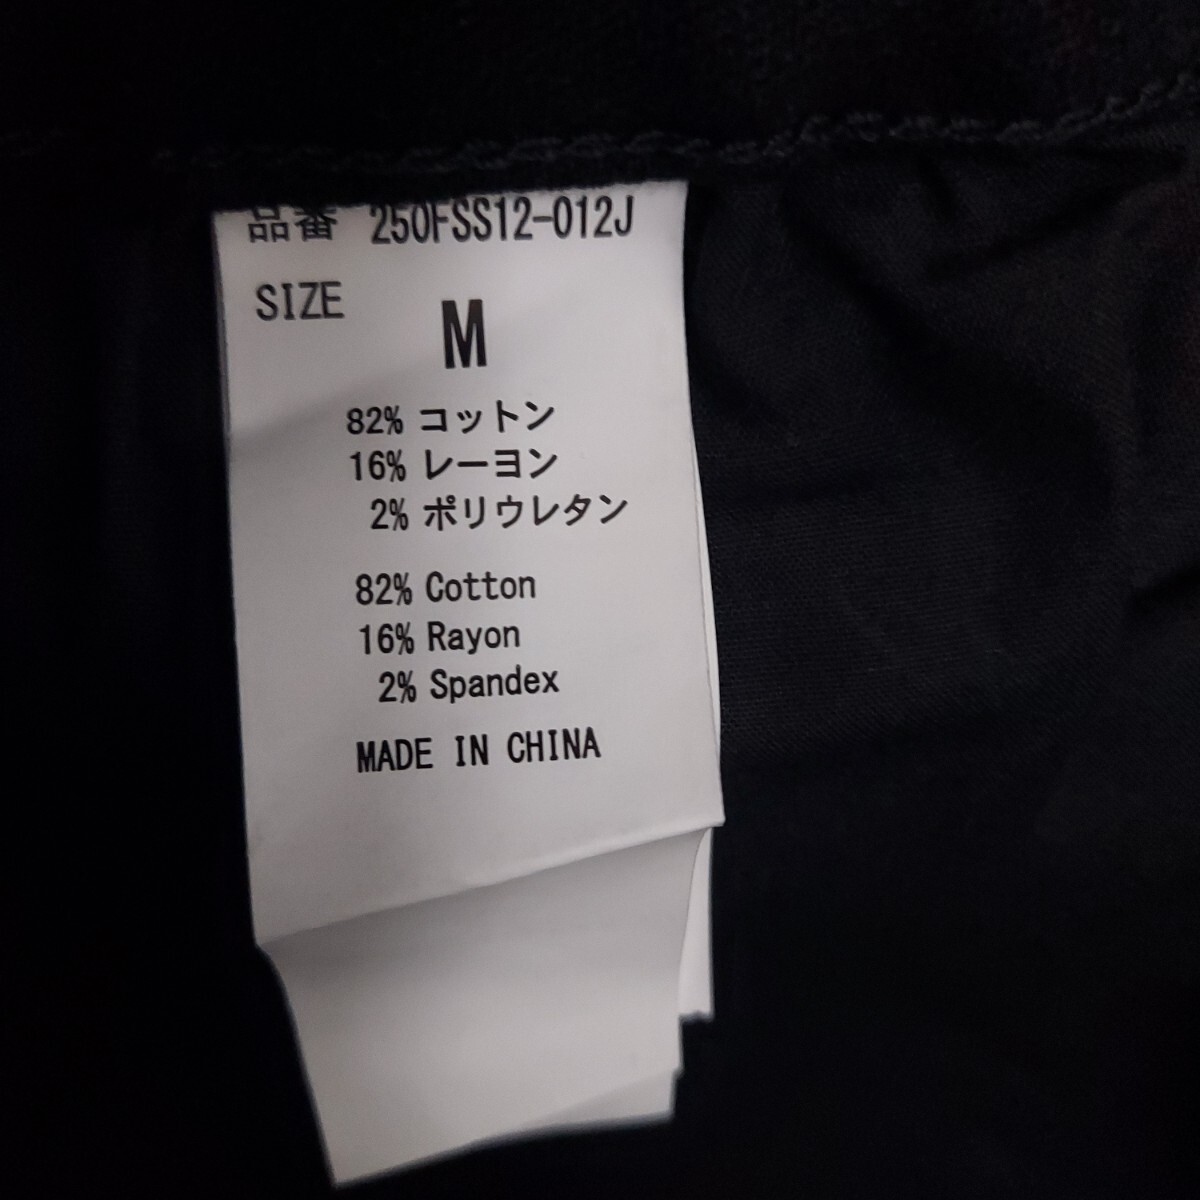 品番 250FSS12-012J
SIZE
M
82% コットン
16% レーヨン
2% ポリウレタン
82% Cotton
16% Rayon
2% Spandex
MADE IN CHINA